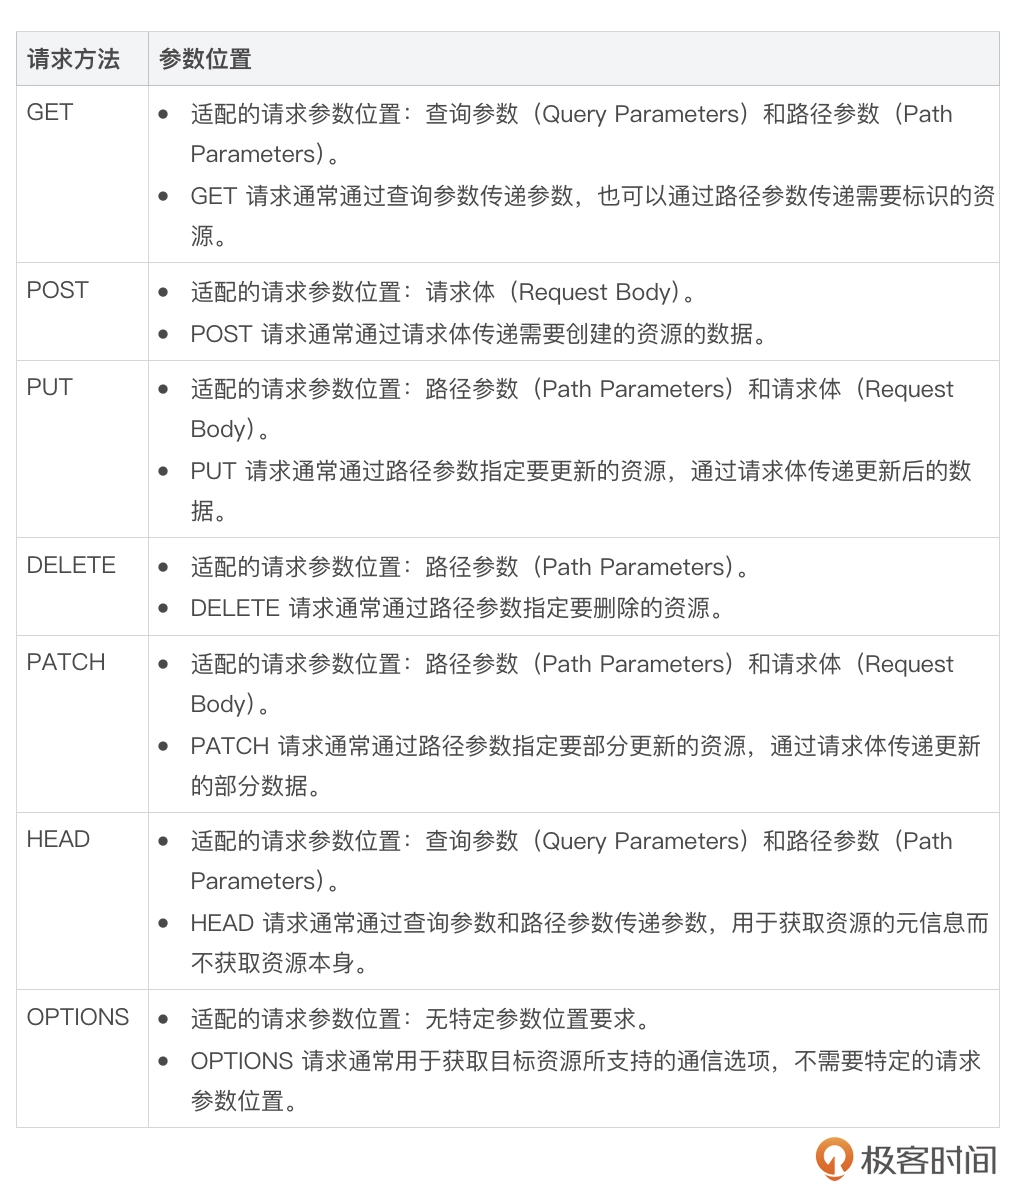 请求方法 参数位置
GET
• 适配的请求参数位置：查询参数（Query Parameters）和路径参数（Path
Parameters）。
• GET 请求通常通过查询参数传递参数，也可以通过路径参数传递需要标识的资
源。
POST
• 适配的请求参数位置：请求体（Request Body）。
• POST 请求通常通过请求体传递需要创建的资源的数据。
PUT
• 适配的请求参数位置：路径参数（Path Parameters）和请求体（Request
Body）。
• PUT 请求通常通过路径参数指定要更新的资源，通过请求体传递更新后的数
据。
DELETE
• 适配的请求参数位置：路径参数（Path Parameters）。
• DELETE 请求通常通过路径参数指定要删除的资源。
PATCH
• 适配的请求参数位置：路径参数（Path Parameters）和请求体（Request
Body）。
• PATCH 请求通常通过路径参数指定要部分更新的资源，通过请求体传递更新
的部分数据。
HEAD
• 适配的请求参数位置：查询参数（Query Parameters）和路径参数（Path
Parameters）。
• HEAD 请求通常通过查询参数和路径参数传递参数，用于获取资源的元信息而
不获取资源本身。
OPTIONS
• 适配的请求参数位置：无特定参数位置要求。
• OPTIONS 请求通常用于获取目标资源所支持的通信选项，不需要特定的请求
参数位置。
极客时间